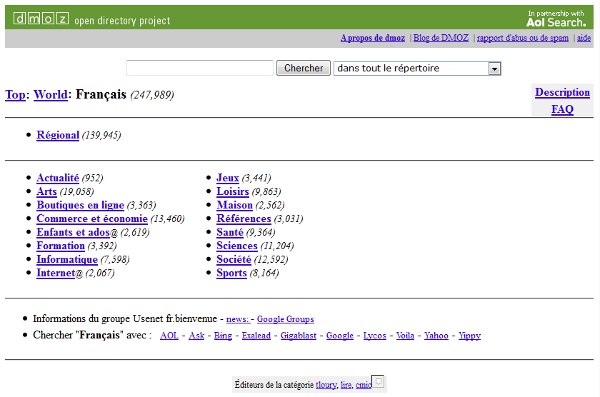 dmoz open directory project
In partnership with
Aol Search.
A propos de dmoz | Blog de DMOZ | rapport d'abus ou de spam | aide
Chercher dans tout le répertoire
Top: World: Français (247,989)
Description
FAQ
Régional (139,945)
Actualité (952)
Arts (19,058)
Boutiques en ligne (3,363)
Commerce et économie (13,460)
Enfants et ados@ (2,619)
Formation (3,392)
Informatique (7,598)
Internet@ (2,067)
Jeux (3,441)
Loisirs (9,863)
Maison (2,562)
Références (3,031)
Santé (9,364)
Sciences (11,204)
Société (12,592)
Sports (8,164)
Informations du groupe Usenet fr.bienvenue - news: - Google Groups
Chercher "Français" avec : AOL - Ask - Bing - Exalead - Gigablast - Google - Lycos - Voila - Yahoo - Yippy
Éditeurs de la catégorie tloury, lire, cmic